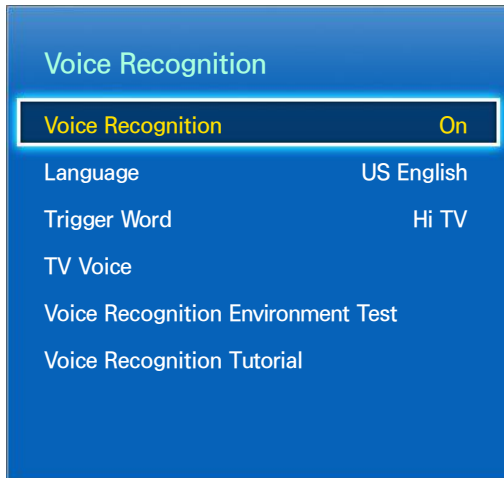 Voice Recognition
Voice Recognition On
Language US English
Trigger Word Hi TV
TV Voice
Voice Recognition Environment Test
Voice Recognition Tutorial